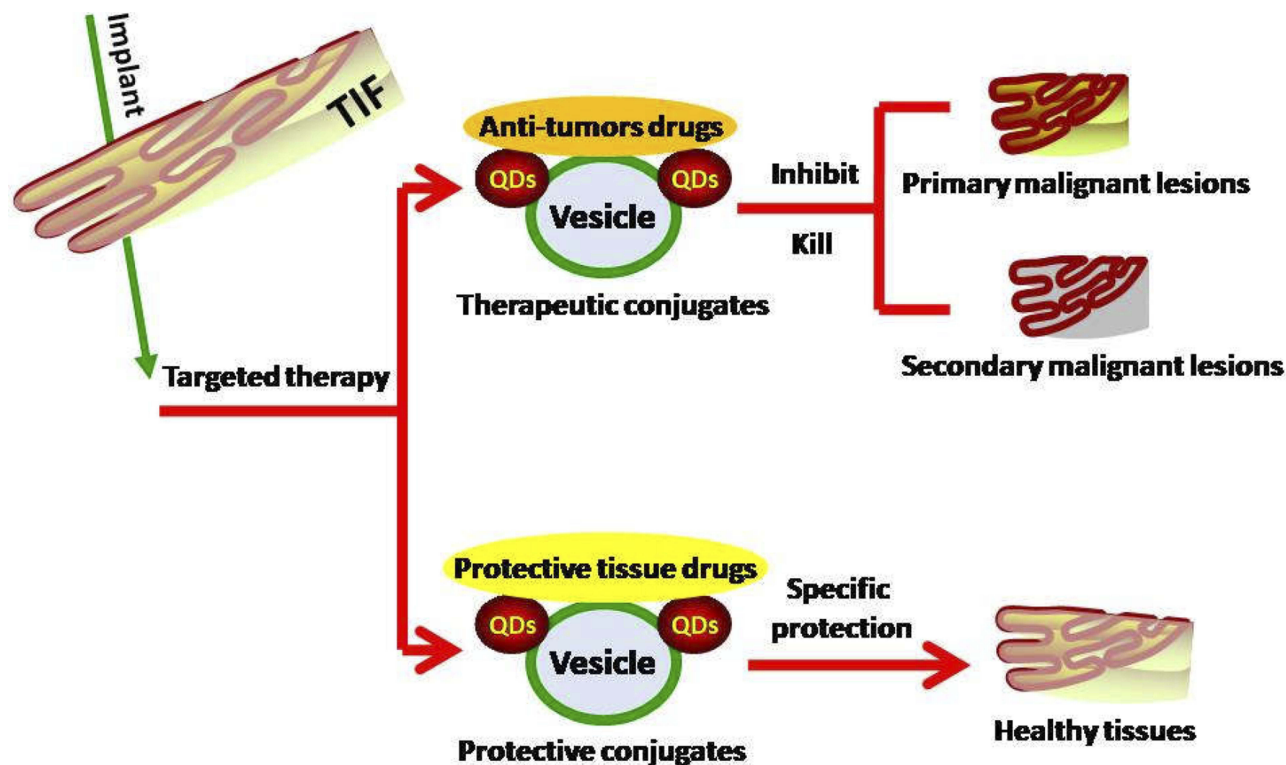 Implant
TIF
Targeted therapy
Anti-tumors drugs
QDs
QDs
Vesicle
Therapeutic conjugates
Inhibit
Kill
Primary malignant lesions
Secondary malignant lesions
Protective tissue drugs
QDs
QDs
Vesicle
Protective conjugates
Specific
protection
Healthy tissues